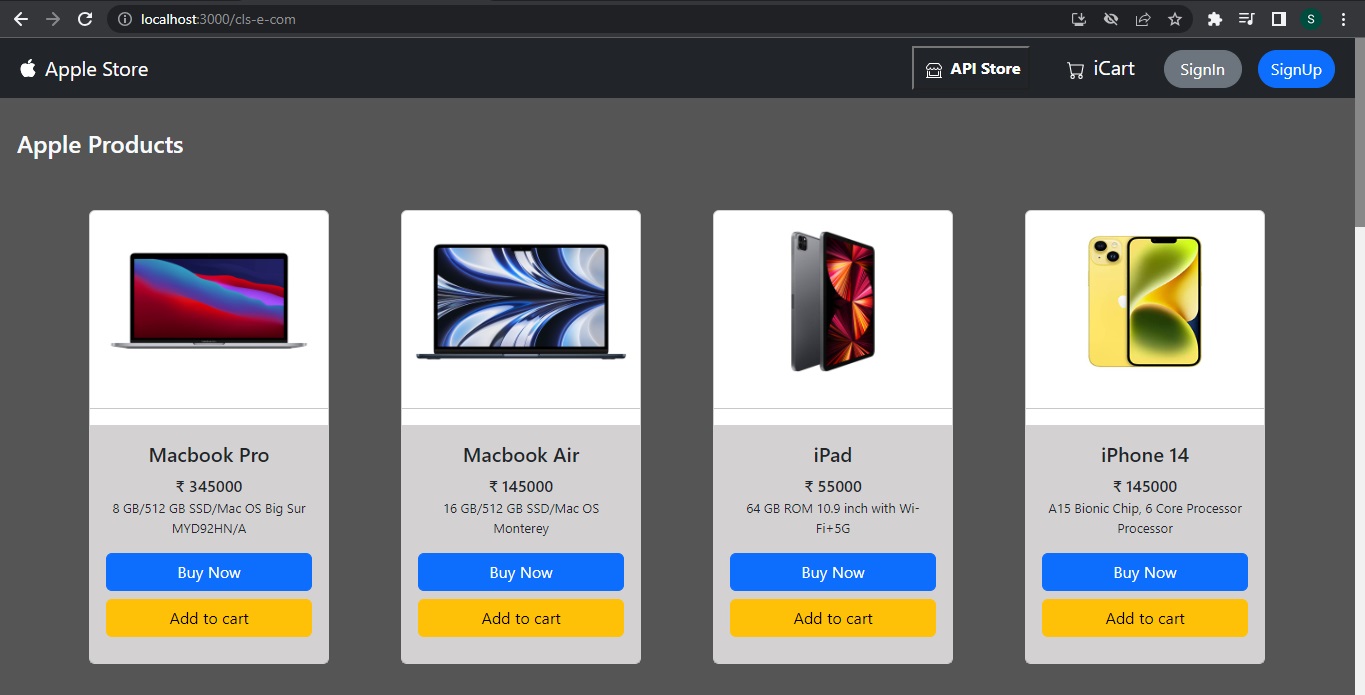 localhost:3000/cls-e-com
S
Apple Store
API Store
iCart
SignIn
SignUp
Apple Products
Macbook Pro
₹ 345000
8 GB/512 GB SSD/Mac OS Big Sur
MYD92HN/A
Buy Now
Add to cart
Macbook Air
₹ 145000
16 GB/512 GB SSD/Mac OS
Monterey
Buy Now
Add to cart
iPad
₹ 55000
64 GB ROM 10.9 inch with Wi-
Fi+5G
Buy Now
Add to cart
iPhone 14
₹ 145000
A15 Bionic Chip, 6 Core Processor
Processor
Buy Now
Add to cart